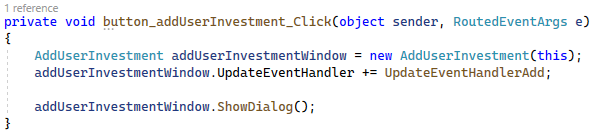 1 reference
private void button_addUserInvestment_Click(object sender, RoutedEventArgs e)
{
    AddUserInvestment addUserInvestmentWindow = new AddUserInvestment(this);
    addUserInvestmentWindow.UpdateEventHandler += UpdateEventHandlerAdd;

    addUserInvestmentWindow.ShowDialog();
}